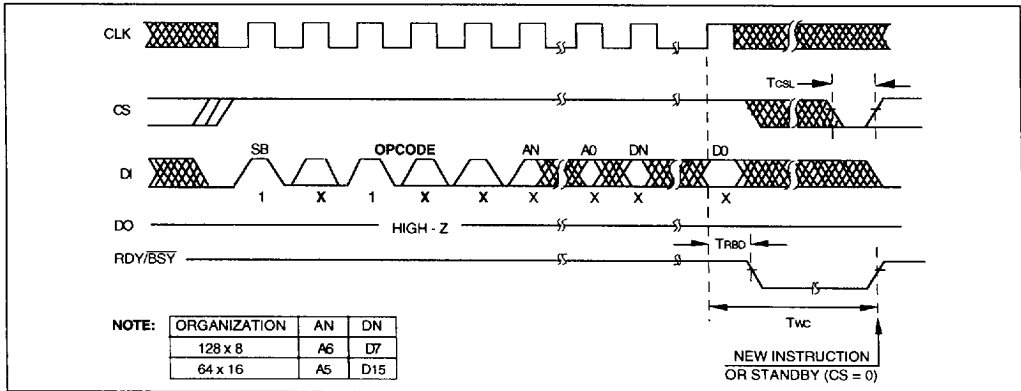 CLK
TCSL
CS
SB OPCODE AN A0 DN D0
DI
1 X 1 X X X X X X
DO HIGH - Z
TRBD
RDY/BSY
TWC
NOTE: ORGANIZATION AN DN
128 x 8 A6 D7
64 x 16 A5 D15
NEW INSTRUCTION
OR STANDBY (CS = 0)